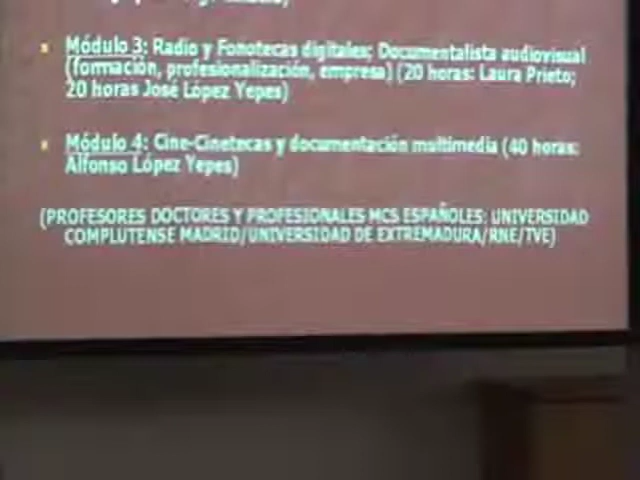 Módulo 3: Radio y Fonotecas digitales; Documentalista audiovisual
(formación, profesionalización, empresa) (20 horas: Laura Prieto;
20 horas José López Yepes)
Módulo 4: Cine-Cinetecas y documentación multimedia (40 horas:
Alfonso López Yepes)
(PROFESORES DOCTORES Y PROFESIONALES MCS ESPAÑOLES: UNIVERSIDAD
COMPLUTENSE MADRID/UNIVERSIDAD DE EXTREMADURA/RNE/TVE)